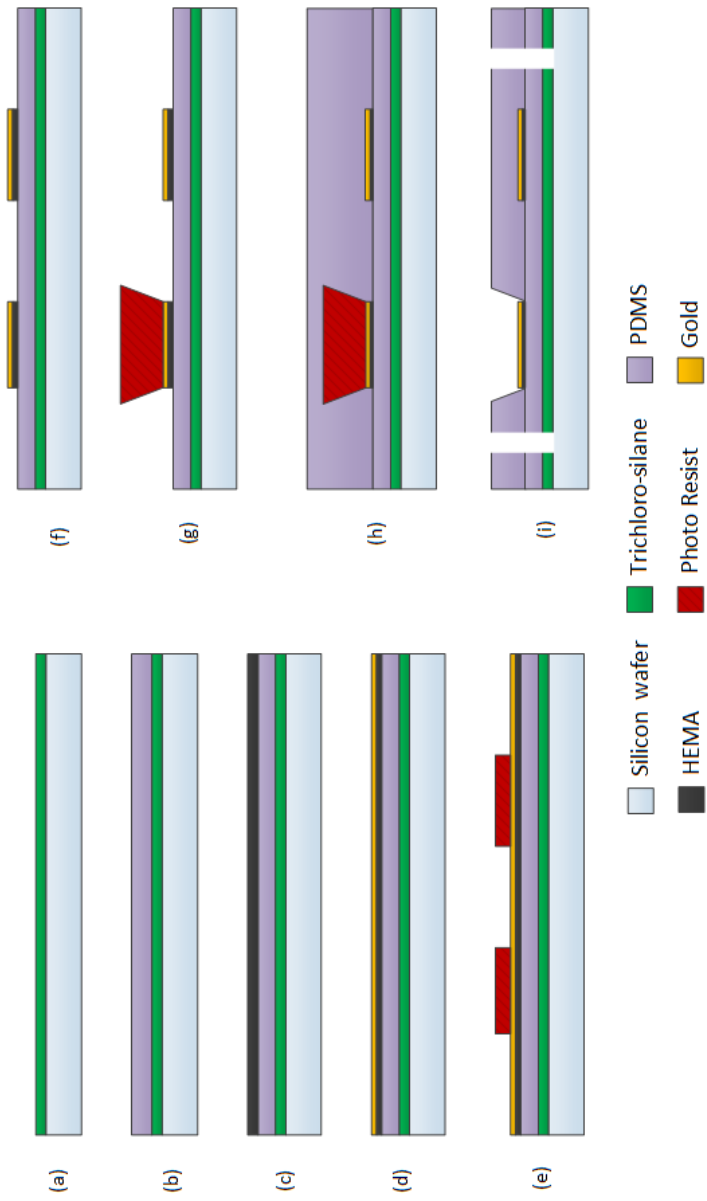 (a)
(b)
(c)
(d)
(e)
(f)
(g)
(h)
(i)
Silicon wafer
Trichloro-silane
PDMS
HEMA
Photo Resist
Gold